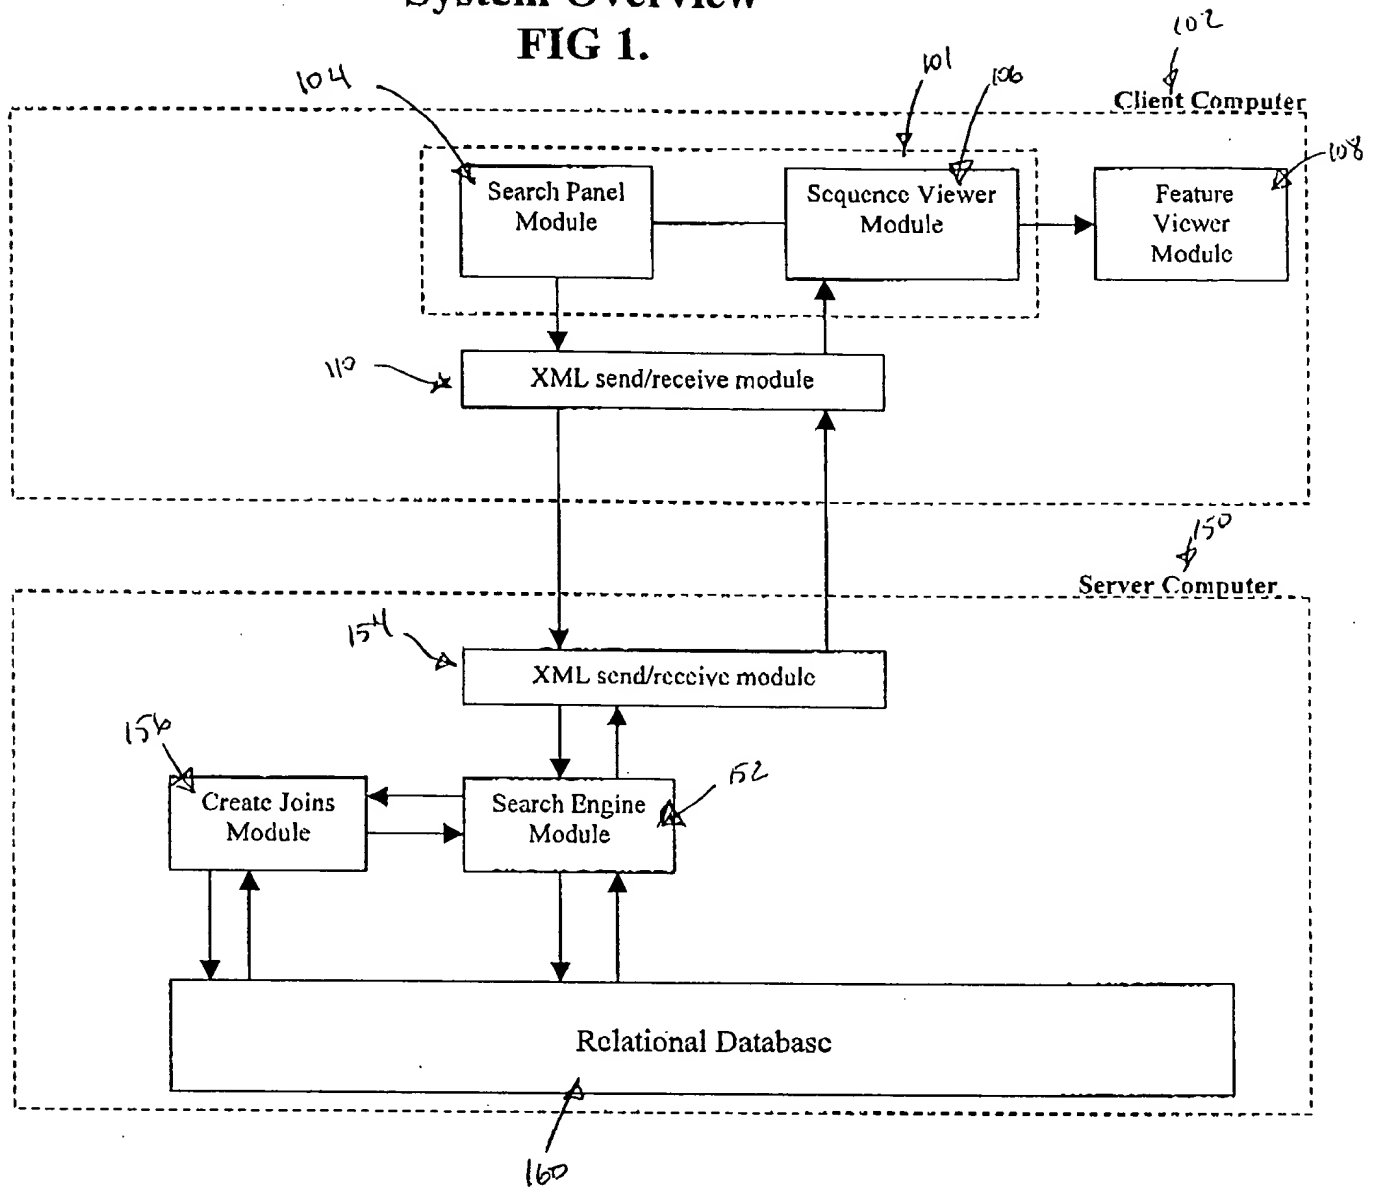 System Overview
FIG 1.
102
104
101
106
Client Computer
108
Search Panel
Module
Sequence Viewer
Module
Feature
Viewer
Module
110
XML send/receive module
150
Server Computer
154
XML send/receive module
156
152
Create Joins
Module
Search Engine
Module
Relational Database
160